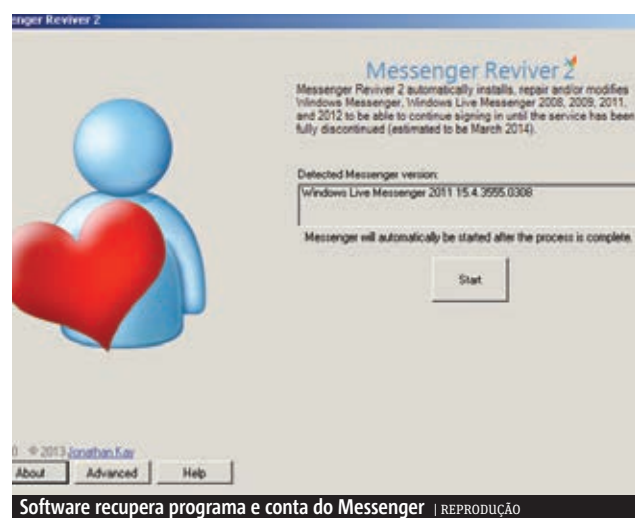 enger Reviver 2
Messenger Reviver 2
Messenger Reviver 2 automatically installs, repair and/or modifies
Windows Messenger, Windows Live Messenger 2008, 2009, 2011,
and 2012 to be able to continue signing in until the service has been
fully discontinued (estimated to be March 2014).
Detected Messenger version:
Windows Live Messenger 2011 15.4.3555.0308
Messenger will automatically be started after the process is complete.
Start
0 © 2013 Jonathan Kay
About Advanced Help
Software recupera programa e conta do Messenger | REPRODUÇÃO